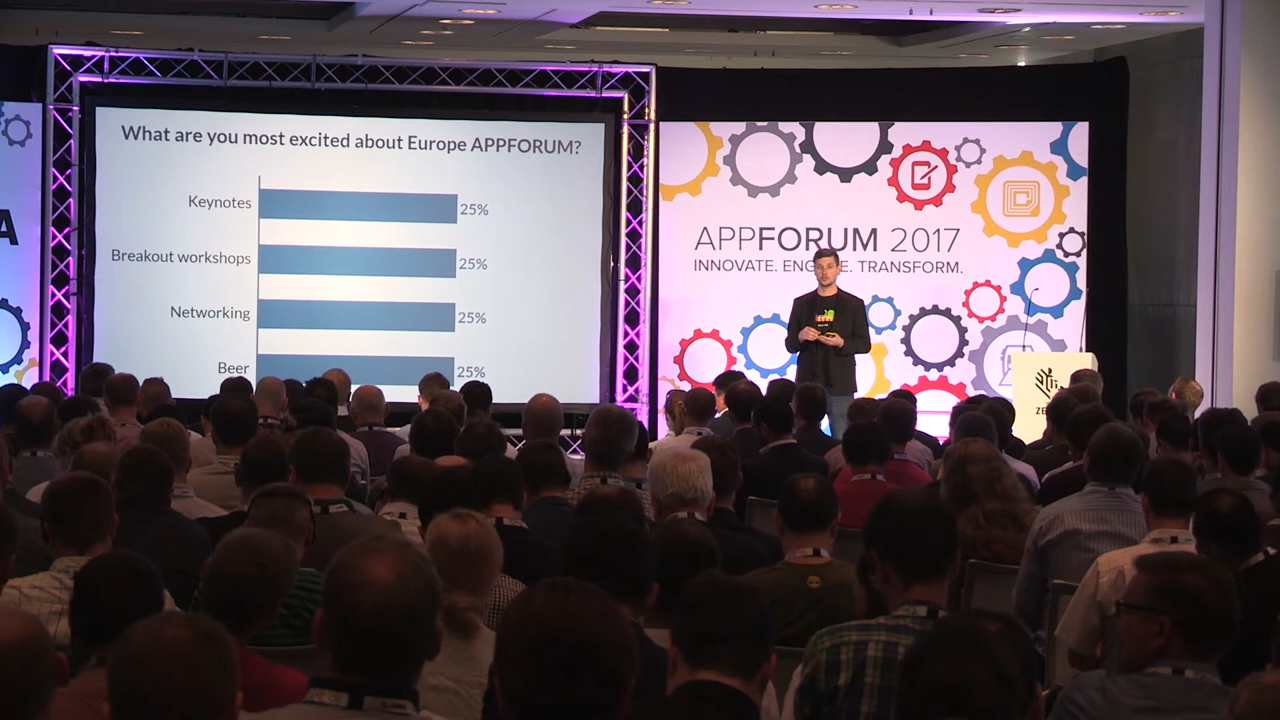 What are you most excited about Europe APPFORUM?
Keynotes 25%
Breakout workshops 25%
Networking 25%
Beer 25%
A
APPFORUM 2017
INNOVATE. TRANSFORM.